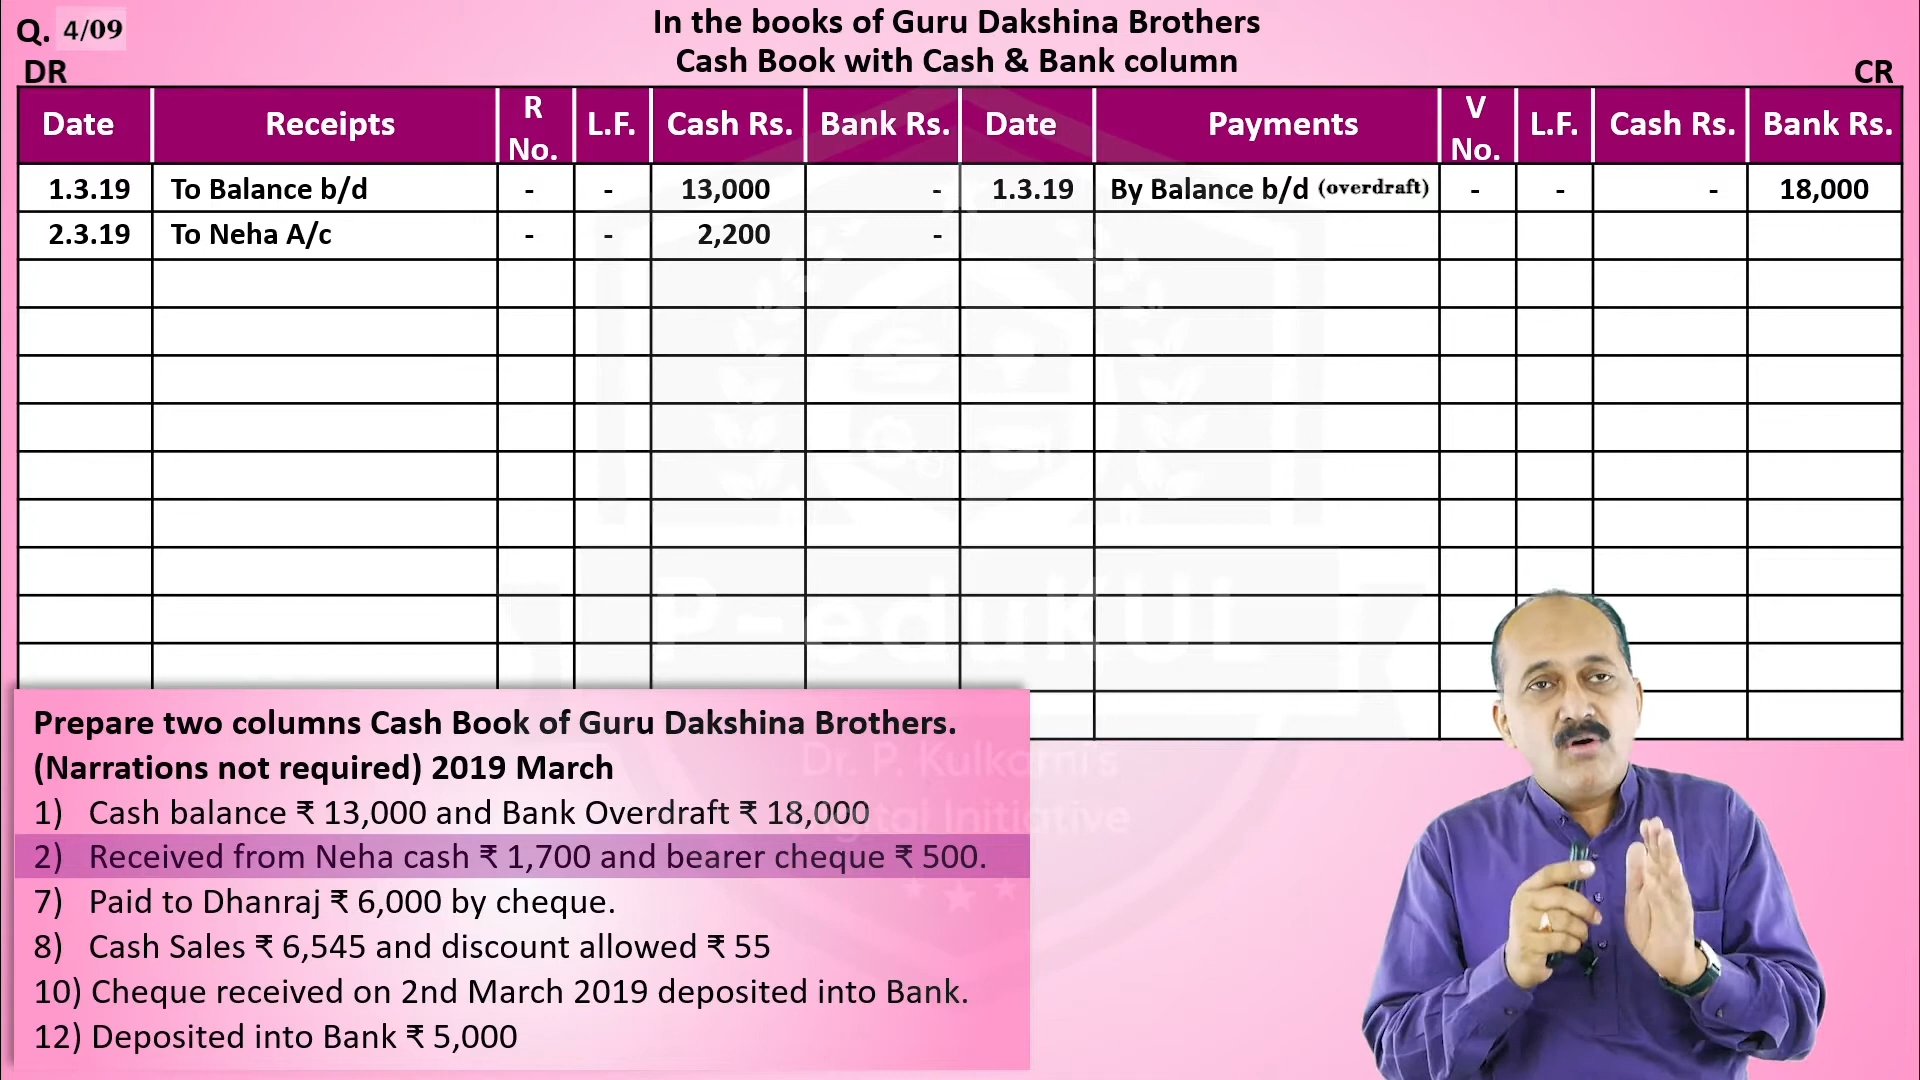 Q. 4/09
In the books of Guru Dakshina Brothers
Cash Book with Cash & Bank column
DR
CR
Date Receipts R No. L.F. Cash Rs. Bank Rs. Date Payments V No. L.F. Cash Rs. Bank Rs.
1.3.19 To Balance b/d - - 13,000 - 1.3.19 By Balance b/d (overdraft) - - - 18,000
2.3.19 To Neha A/c - - 2,200 -
P-eduKUL
Dr. P. Kulkarni's
Digital Initiative
Prepare two columns Cash Book of Guru Dakshina Brothers.
(Narrations not required) 2019 March
1) Cash balance ₹ 13,000 and Bank Overdraft ₹ 18,000
2) Received from Neha cash ₹ 1,700 and bearer cheque ₹ 500.
7) Paid to Dhanraj ₹ 6,000 by cheque.
8) Cash Sales ₹ 6,545 and discount allowed ₹ 55
10) Cheque received on 2nd March 2019 deposited into Bank.
12) Deposited into Bank ₹ 5,000